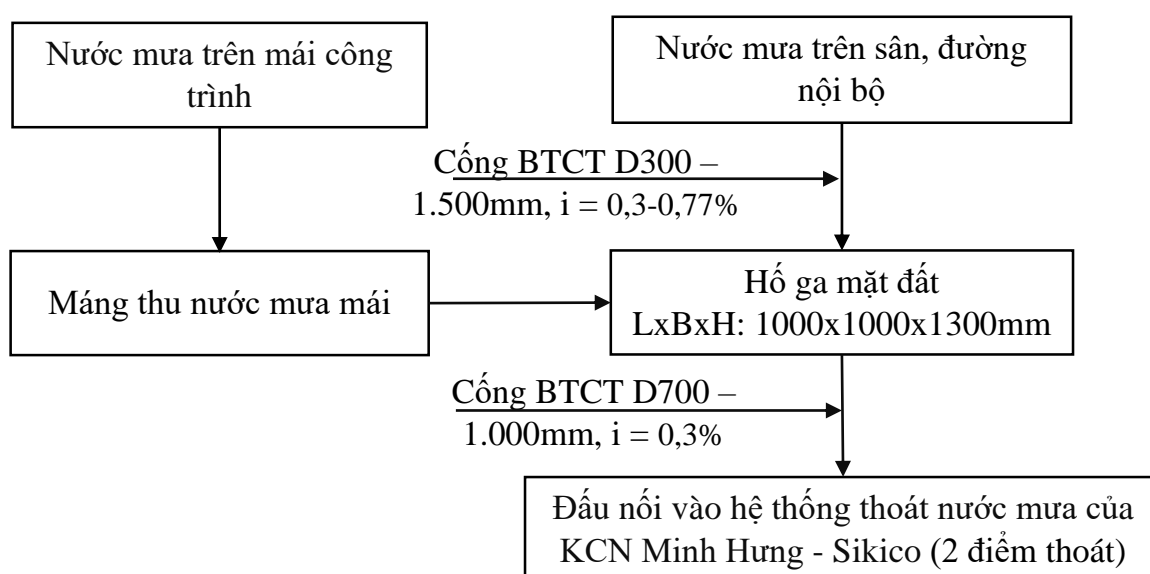 Nước mưa trên mái công
trình
Nước mưa trên sân, đường
nội bộ
Cống BTCT D300 –
1.500mm, i = 0,3-0,77%
Máng thu nước mưa mái
Hố ga mặt đất
LxBxH: 1000x1000x1300mm
Cống BTCT D700 –
1.000mm, i = 0,3%
Đấu nối vào hệ thống thoát nước mưa của
KCN Minh Hưng - Sikico (2 điểm thoát)